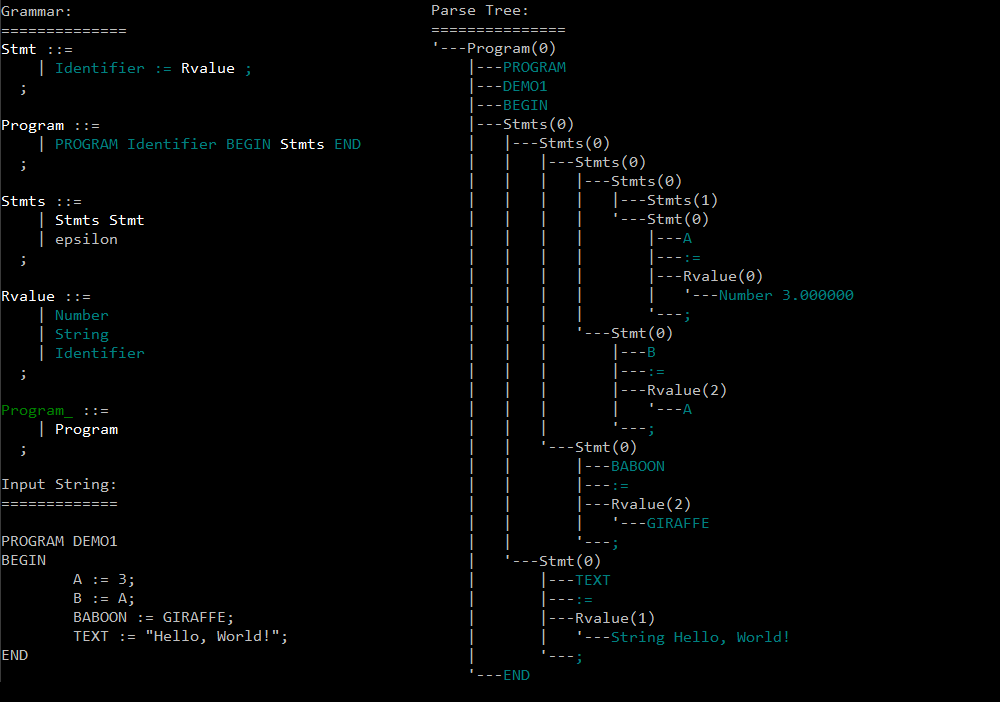 Grammar:
==============
Stmt ::=
    | Identifier := Rvalue ;
  ;
Program ::=
    | PROGRAM Identifier BEGIN Stmts END
  ;
Stmts ::=
    | Stmts Stmt
    | epsilon
  ;
Rvalue ::=
    | Number
    | String
    | Identifier
  ;
Program_ ::=
    | Program
  ;
Input String:
=============
PROGRAM DEMO1
BEGIN
        A := 3;
        B := A;
        BABOON := GIRAFFE;
        TEXT := "Hello, World!";
END
Parse Tree:
===============
'---Program(0)
    |---PROGRAM
    |---DEMO1
    |---BEGIN
    |---Stmts(0)
    |   |---Stmts(0)
    |   |   |---Stmts(0)
    |   |   |   |---Stmts(0)
    |   |   |   |   |---Stmts(1)
    |   |   |   |   '---Stmt(0)
    |   |   |   |       |---A
    |   |   |   |       |---:=
    |   |   |   |       |---Rvalue(0)
    |   |   |   |       |   '---Number 3.000000
    |   |   |   |       '---;
    |   |   |   '---Stmt(0)
    |   |   |       |---B
    |   |   |       |---:=
    |   |   |       |---Rvalue(2)
    |   |   |       |   '---A
    |   |   |       '---;
    |   |   '---Stmt(0)
    |   |       |---BABOON
    |   |       |---:=
    |   |       |---Rvalue(2)
    |   |       |   '---GIRAFFE
    |   |       '---;
    |   '---Stmt(0)
    |       |---TEXT
    |       |---:=
    |       |---Rvalue(1)
    |       |   '---String Hello, World!
    |       '---;
    '---END